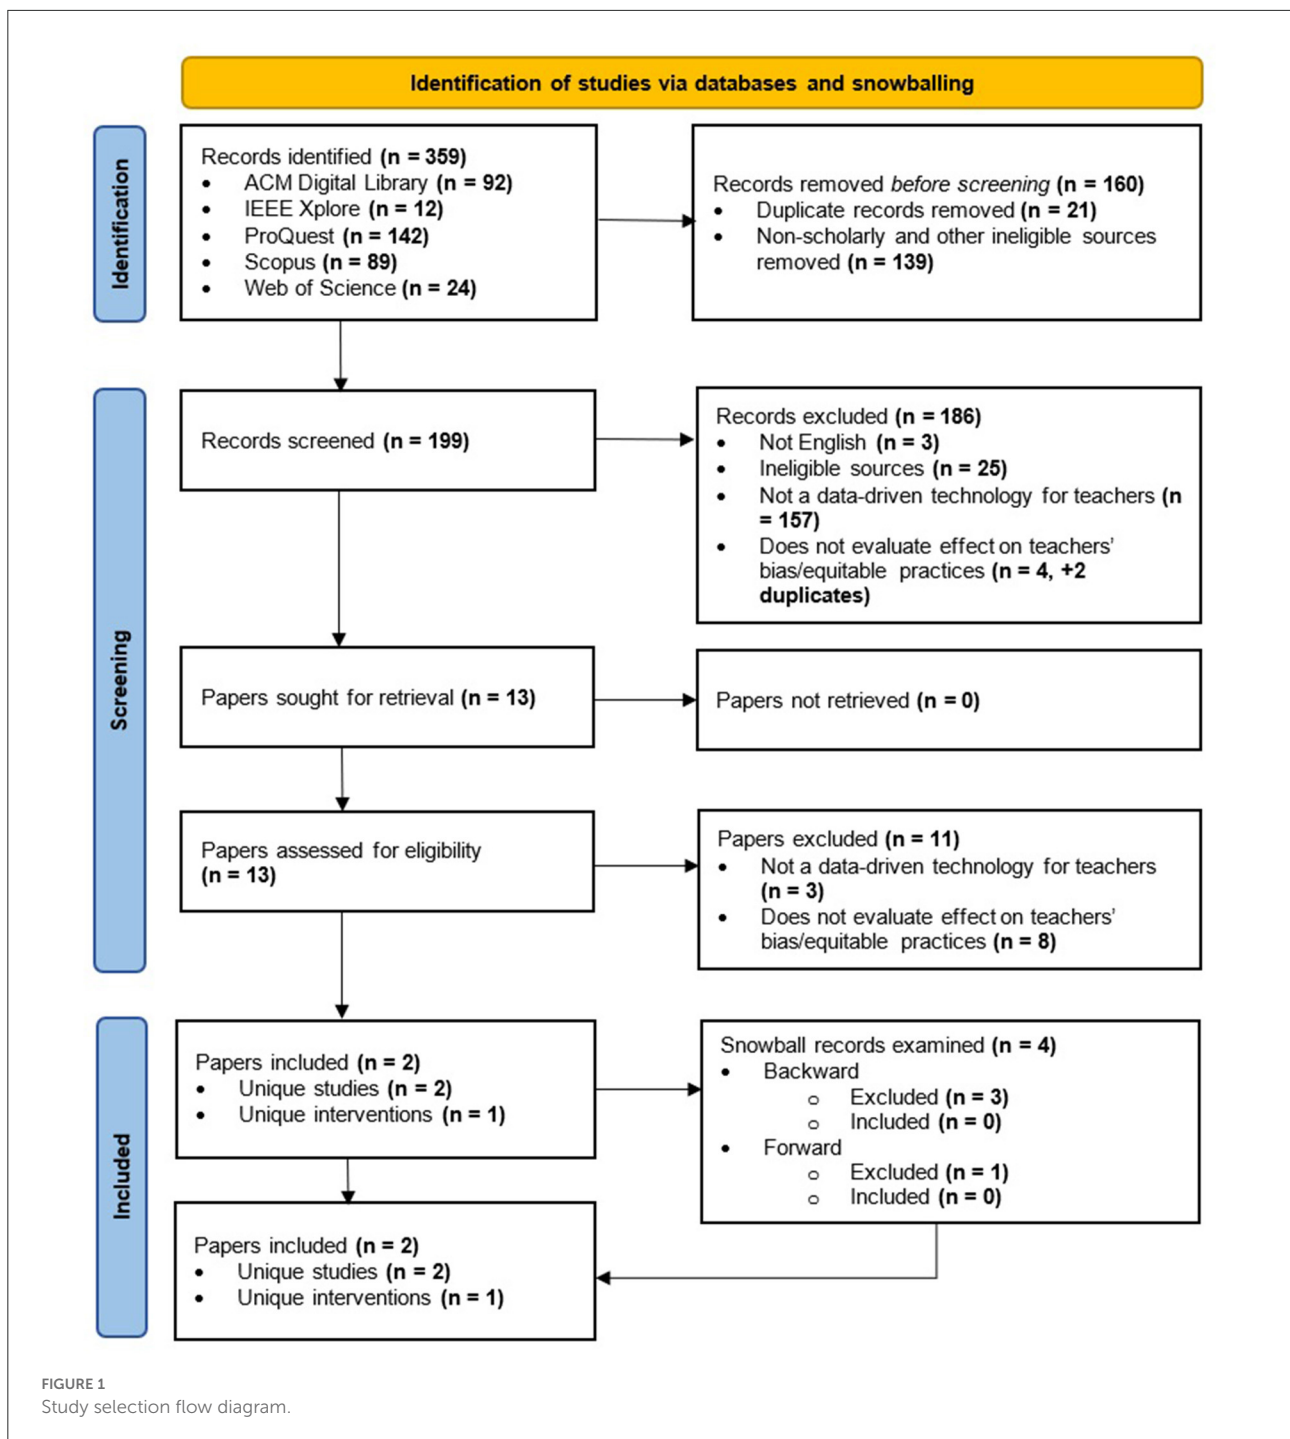 Identification of studies via databases and snowballing
Identification
Records identified (n = 359)
• ACM Digital Library (n = 92)
• IEEE Xplore (n = 12)
• ProQuest (n = 142)
• Scopus (n = 89)
• Web of Science (n = 24)
Records removed before screening (n = 160)
• Duplicate records removed (n = 21)
• Non-scholarly and other ineligible sources
removed (n = 139)
Screening
Records screened (n = 199)
Records excluded (n = 186)
• Not English (n = 3)
• Ineligible sources (n = 25)
• Not a data-driven technology for teachers (n
= 157)
• Does not evaluate effect on teachers'
bias/equitable practices (n = 4, +2
duplicates)
Papers sought for retrieval (n = 13)
Papers not retrieved (n = 0)
Papers assessed for eligibility
(n = 13)
Papers excluded (n = 11)
• Not a data-driven technology for teachers
(n = 3)
• Does not evaluate effect on teachers'
bias/equitable practices (n = 8)
Included
Papers included (n = 2)
• Unique studies (n = 2)
• Unique interventions (n = 1)
Snowball records examined (n = 4)
• Backward
o Excluded (n = 3)
o Included (n = 0)
• Forward
o Excluded (n = 1)
o Included (n = 0)
Papers included (n = 2)
• Unique studies (n = 2)
• Unique interventions (n = 1)
FIGURE 1
Study selection flow diagram.